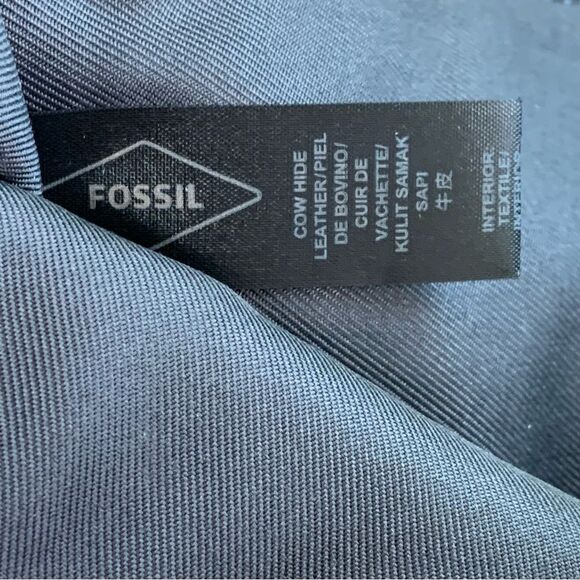 FOSSIL
COW HIDE
LEATHER/PIEL
DE BOVINO/
CUIR DE
VACHETTE/
KULIT SAMAK
SAPI
牛皮
INTERIOR:
TEXTILE/